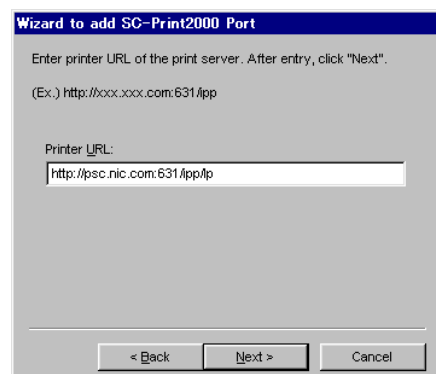 Wizard to add SC-Print2000 Port
Enter printer URL of the print server. After entry, click "Next".
(Ex.) http://xxx.xxx.com:631/ipp
Printer URL:
http://psc.nic.com:631/ipp/lp
< Back Next > Cancel